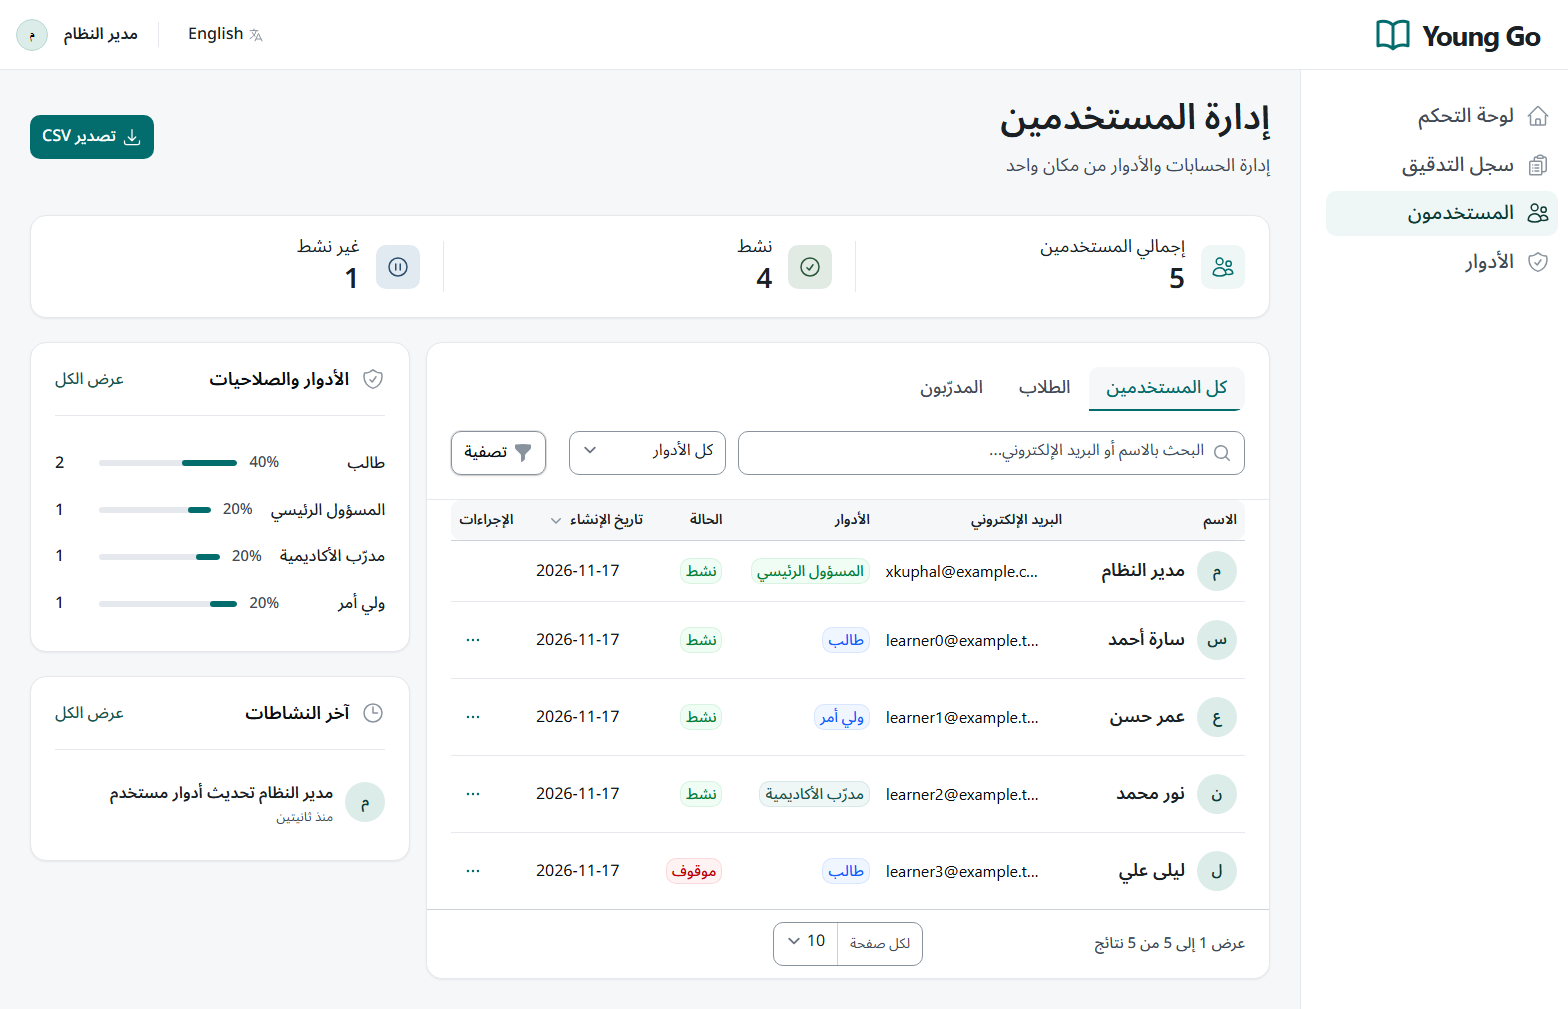 Young Go
English
مدير النظام
م
لوحة التحكم
سجل التدقيق
المستخدمون
الأدوار
إدارة المستخدمين
إدارة الحسابات والأدوار من مكان واحد
تصدير CSV
إجمالي المستخدمين
5
نشط
4
غير نشط
1
كل المستخدمين
الطلاب
المدرّبون
البحث بالاسم أو البريد الإلكتروني...
كل الأدوار
تصفية
الاسم البريد الإلكتروني الأدوار الحالة تاريخ الإنشاء الإجراءات
م مدير النظام xkuphal@example.c... المسؤول الرئيسي نشط 2026-11-17
س سارة أحمد learner0@example.t... طالب نشط 2026-11-17 ...
ع عمر حسن learner1@example.t... ولي أمر نشط 2026-11-17 ...
ن نور محمد learner2@example.t... مدرّب الأكاديمية نشط 2026-11-17 ...
ل ليلى علي learner3@example.t... طالب موقوف 2026-11-17 ...
عرض 1 إلى 5 من 5 نتائج
لكل صفحة 10
الأدوار والصلاحيات
عرض الكل
طالب 40% 2
المسؤول الرئيسي 20% 1
مدرّب الأكاديمية 20% 1
ولي أمر 20% 1
آخر النشاطات
عرض الكل
م
مدير النظام تحديث أدوار مستخدم
منذ ثانيتين